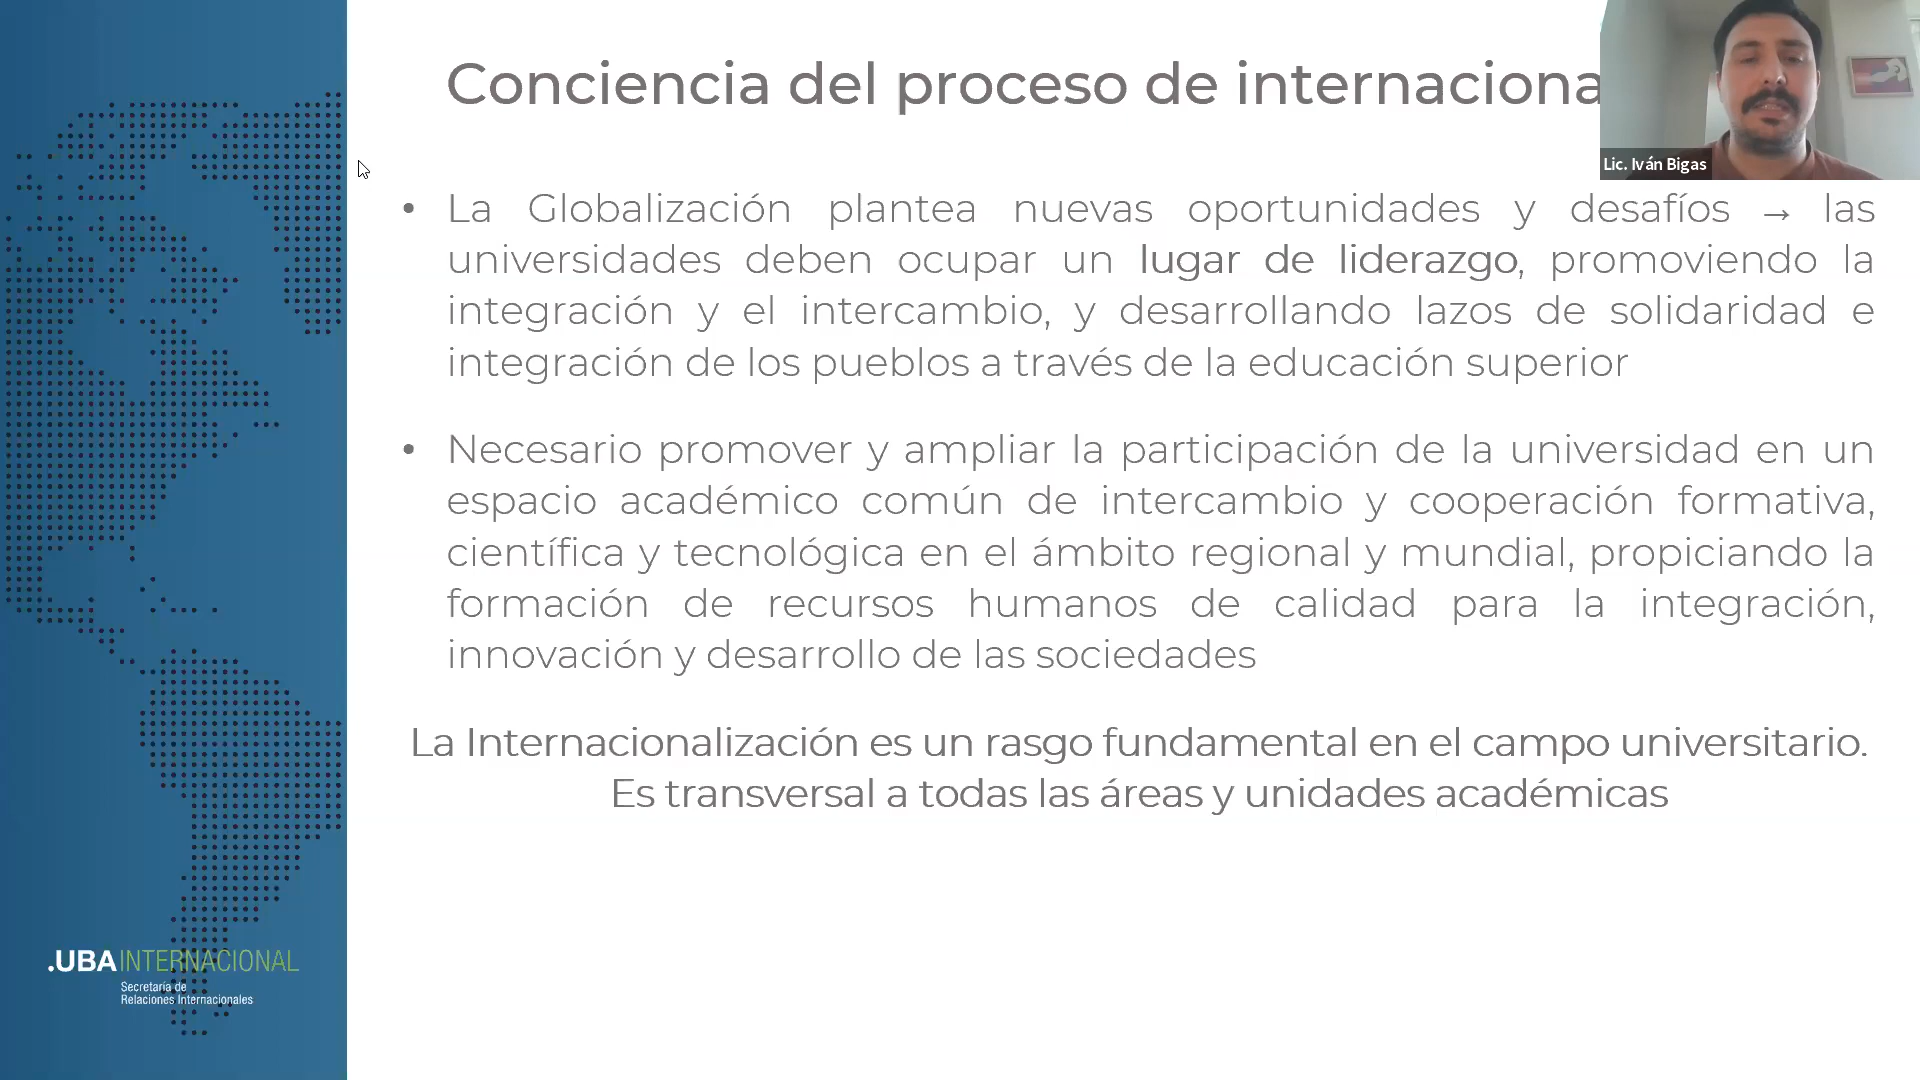 Conciencia del proceso de internaciona
Lic. Iván Bigas
• La Globalización plantea nuevas oportunidades y desafíos → las
universidades deben ocupar un lugar de liderazgo, promoviendo la
integración y el intercambio, y desarrollando lazos de solidaridad e
integración de los pueblos a través de la educación superior
• Necesario promover y ampliar la participación de la universidad en un
espacio académico común de intercambio y cooperación formativa,
científica y tecnológica en el ámbito regional y mundial, propiciando la
formación de recursos humanos de calidad para la integración,
innovación y desarrollo de las sociedades
La Internacionalización es un rasgo fundamental en el campo universitario.
Es transversal a todas las áreas y unidades académicas
.UBAINTERNACIONAL
Secretaría de
Relaciones Internacionales